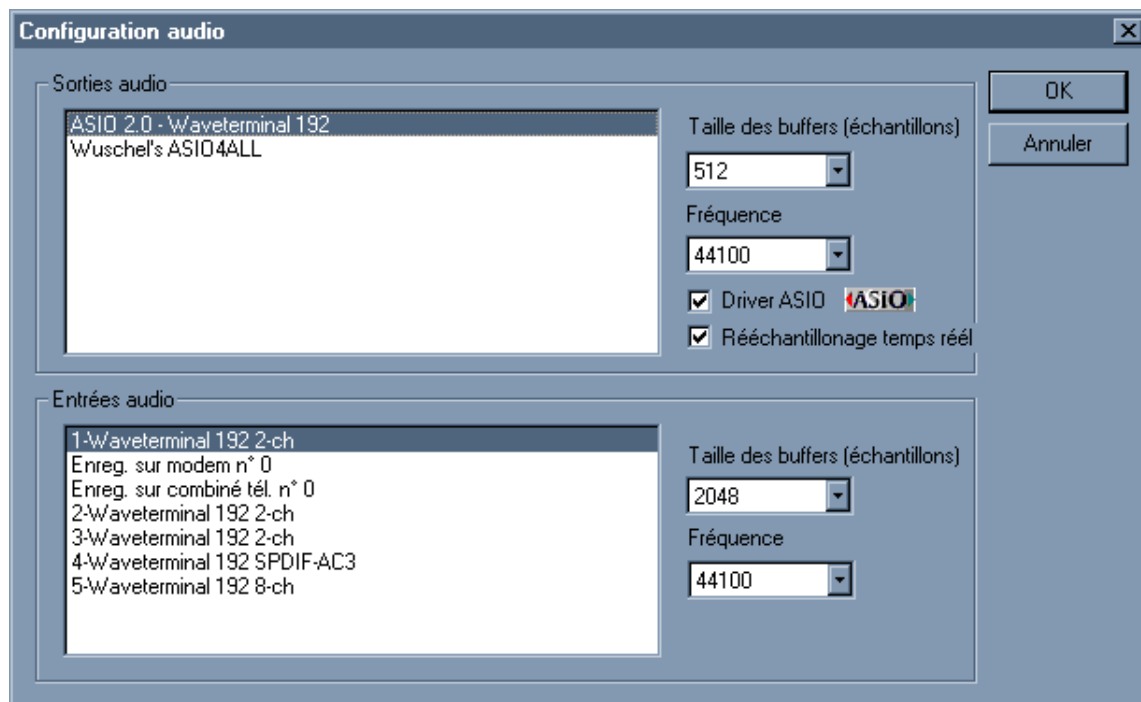 Configuration audio
Sorties audio
ASIO 2.0 - Waveterminal 192
Wuschel's ASIO4ALL
Taille des buffers (échantillons)
512
Fréquence
44100
Driver ASIO ASiO
Rééchantillonage temps réél
OK
Annuler
Entrées audio
1-Waveterminal 192 2-ch
Enreg. sur modem n° 0
Enreg. sur combiné tél. n° 0
2-Waveterminal 192 2-ch
3-Waveterminal 192 2-ch
4-Waveterminal 192 SPDIF-AC3
5-Waveterminal 192 8-ch
Taille des buffers (échantillons)
2048
Fréquence
44100